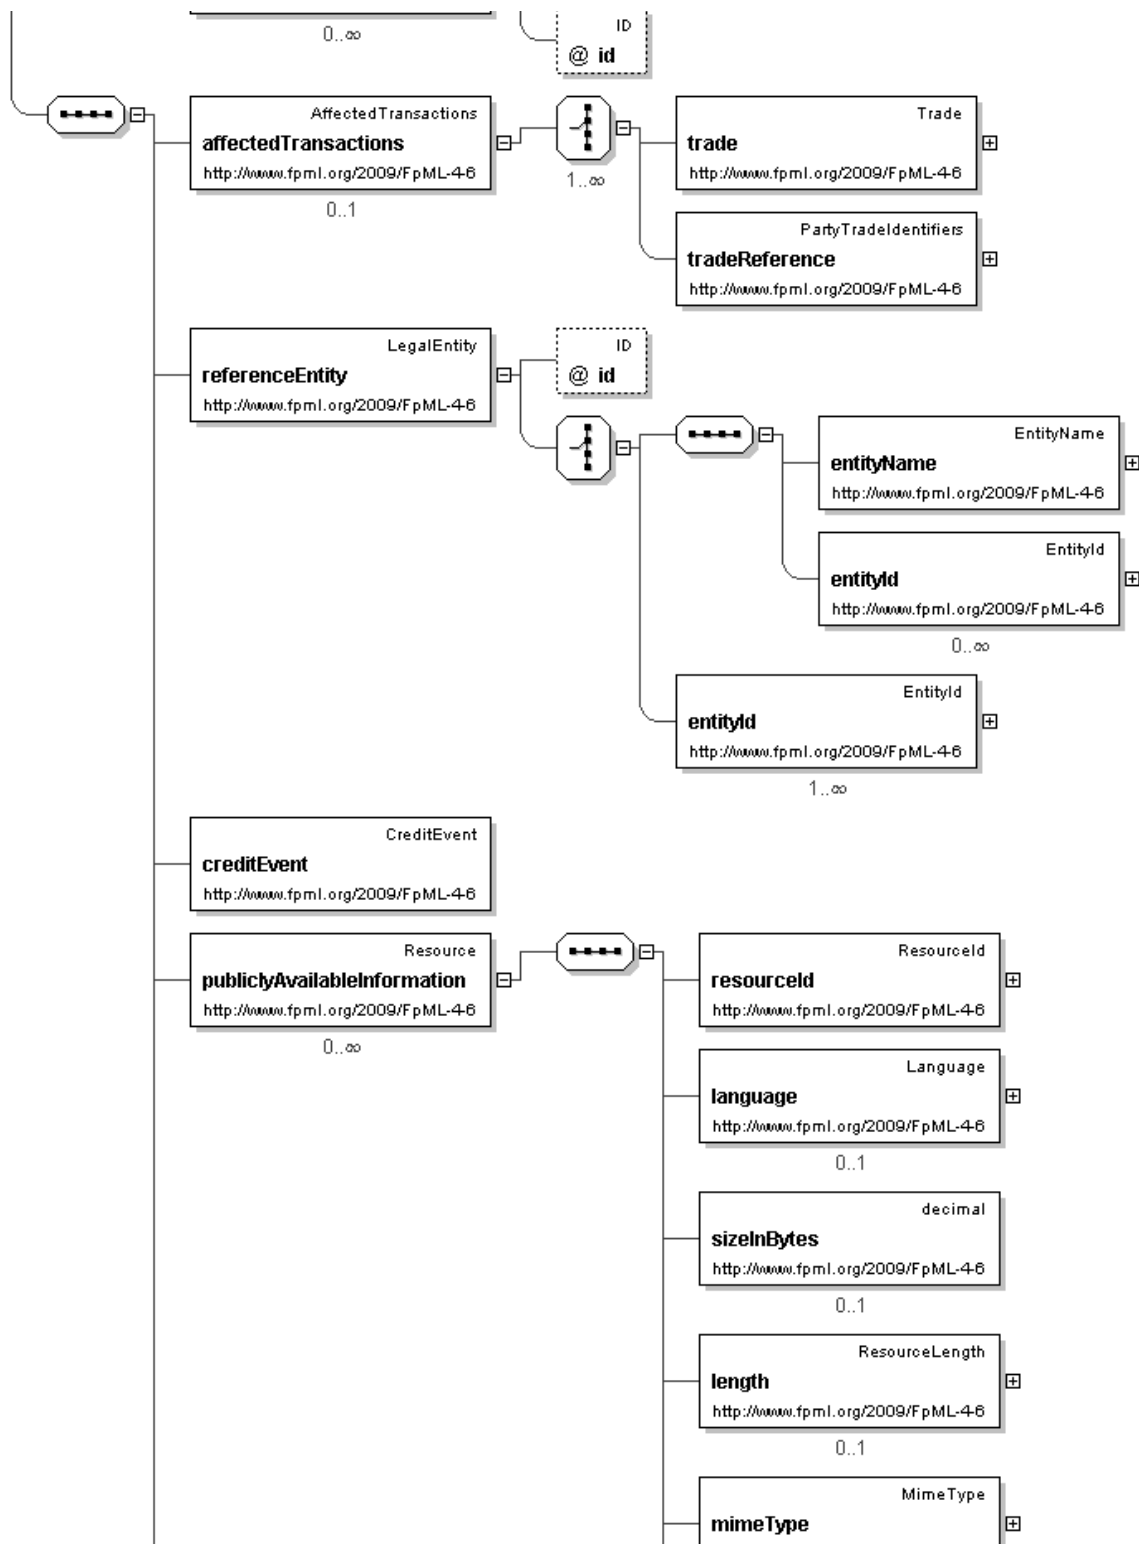 0..∞
ID
@ id
AffectedTransactions
affectedTransactions
http://www.fpml.org/2009/FpML-4-6
0..1
1..∞
Trade
trade
http://www.fpml.org/2009/FpML-4-6
PartyTradeIdentifiers
tradeReference
http://www.fpml.org/2009/FpML-4-6
LegalEntity
referenceEntity
http://www.fpml.org/2009/FpML-4-6
ID
@ id
EntityName
entityName
http://www.fpml.org/2009/FpML-4-6
EntityId
entityId
http://www.fpml.org/2009/FpML-4-6
0..∞
EntityId
entityId
http://www.fpml.org/2009/FpML-4-6
1..∞
CreditEvent
creditEvent
http://www.fpml.org/2009/FpML-4-6
Resource
publiclyAvailableInformation
http://www.fpml.org/2009/FpML-4-6
0..∞
ResourceId
resourceId
http://www.fpml.org/2009/FpML-4-6
Language
language
http://www.fpml.org/2009/FpML-4-6
0..1
decimal
sizeInBytes
http://www.fpml.org/2009/FpML-4-6
0..1
ResourceLength
length
http://www.fpml.org/2009/FpML-4-6
0..1
MimeType
mimeType